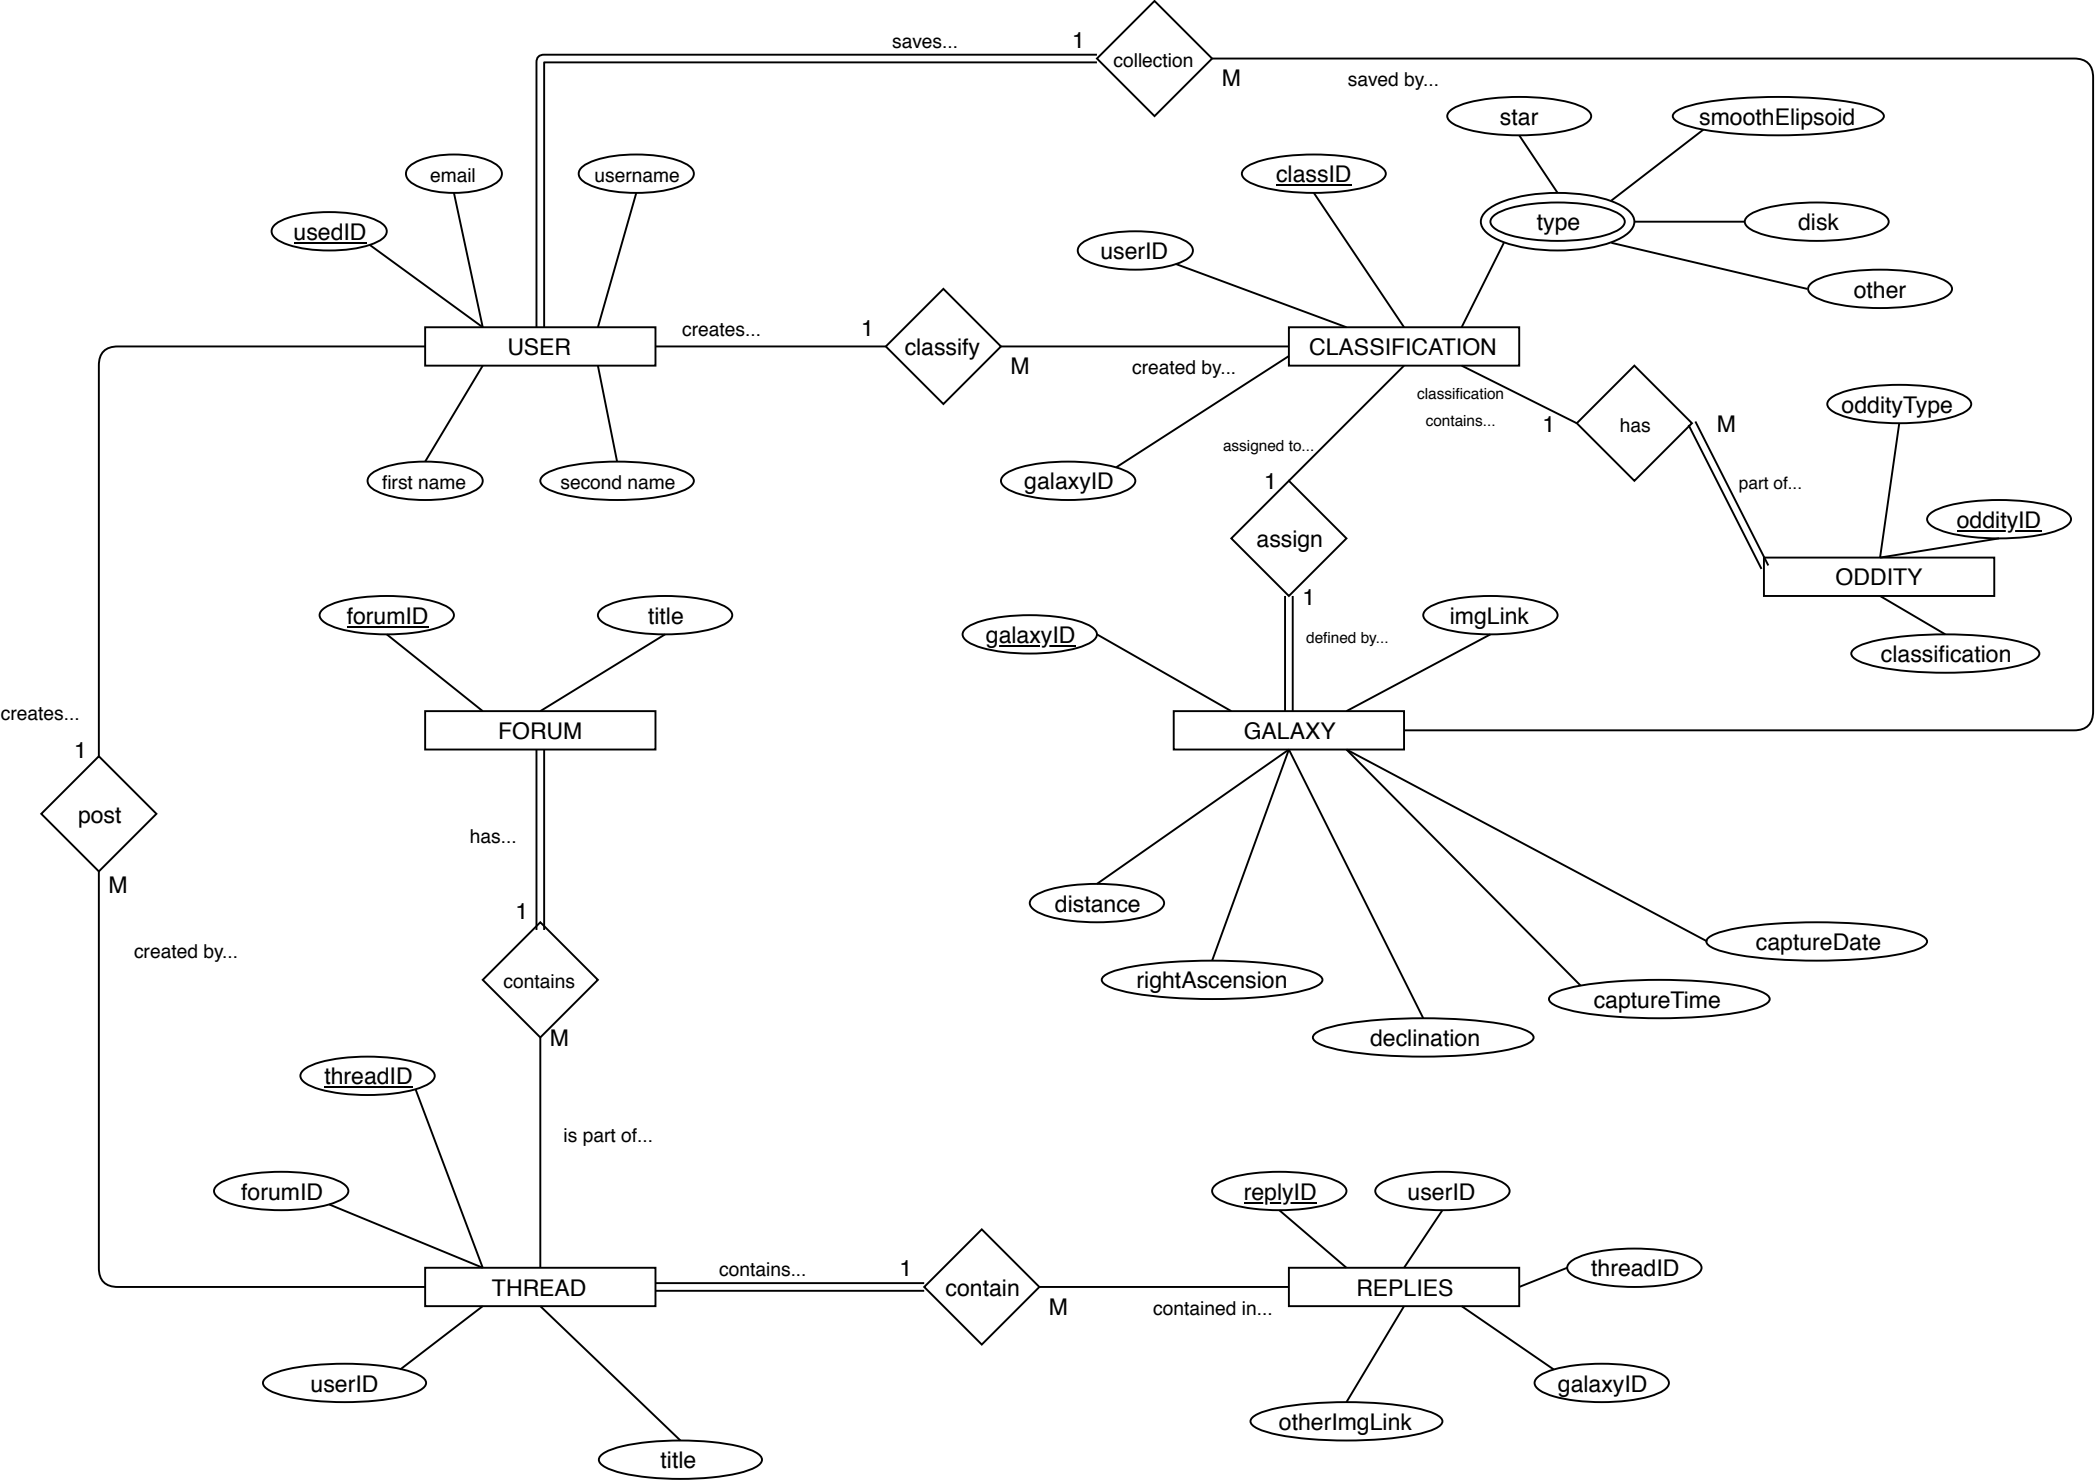 saves...
1
collection
M
saved by...
star
smoothElipsoid
email
username
classID
usedID
type
disk
userID
other
creates...
1
USER
classify
CLASSIFICATION
M
created by...
classification
contains...
1
has
M
oddityType
assigned to...
first name
second name
galaxyID
1
part of...
oddityID
assign
ODDITY
1
forumID
title
galaxyID
defined by...
imgLink
classification
creates...
FORUM
GALAXY
1
post
has...
M
1
distance
created by...
captureDate
contains
rightAscension
captureTime
M
declination
threadID
is part of...
forumID
replyID
userID
contains...
1
threadID
THREAD
contain
REPLIES
M
contained in...
userID
galaxyID
otherImgLink
title